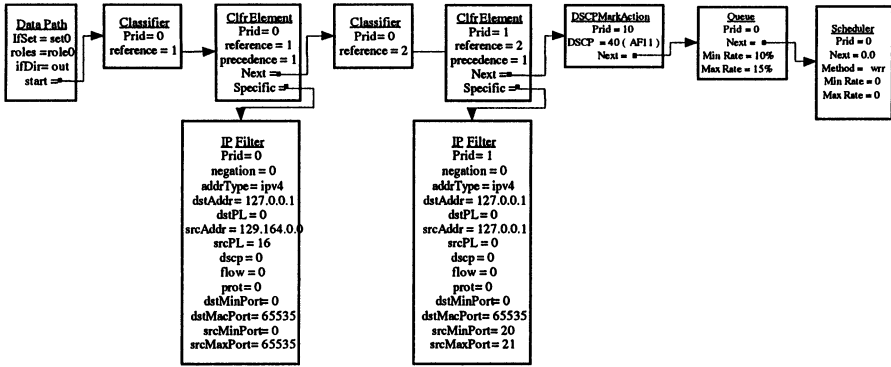 Data Path
IfSet = set0
roles =role0
ifDir= out
start =
Classifier
Prid= 0
reference = 1
ClfrElement
Prid= 0
reference = 1
precedence = 1
Next =
Specific =
Classifier
Prid= 0
reference = 2
ClfrElement
Prid= 1
reference = 2
precedence = 1
Next =
Specific =
DSCPMarkAction
Prid = 10
DSCP = 40 ( AF11 )
Next =
Queue
Prid = 0
Next =
Min Rate = 10%
Max Rate = 15%
Scheduler
Prid = 0
Next = 0.0
Method = wrr
Min Rate = 0
Max Rate = 0
IP Filter
Prid= 0
negation = 0
addrType = ipv4
dstAddr = 127.0.0.1
dstPL = 0
srcAddr = 129.164.0.0
srcPL = 16
dscp = 0
flow = 0
prot= 0
dstMinPort= 0
dstMacPort= 65535
srcMinPort= 0
srcMaxPort= 65535
IP Filter
Prid= 1
negation = 0
addrType = ipv4
dstAddr= 127.0.0.1
dstPL= 0
srcAddr= 127.0.0.1
srcPL= 0
dscp = 0
flow = 0
prot= 0
dstMinPort= 0
dstMacPort= 65535
srcMinPort= 20
srcMaxPort= 21